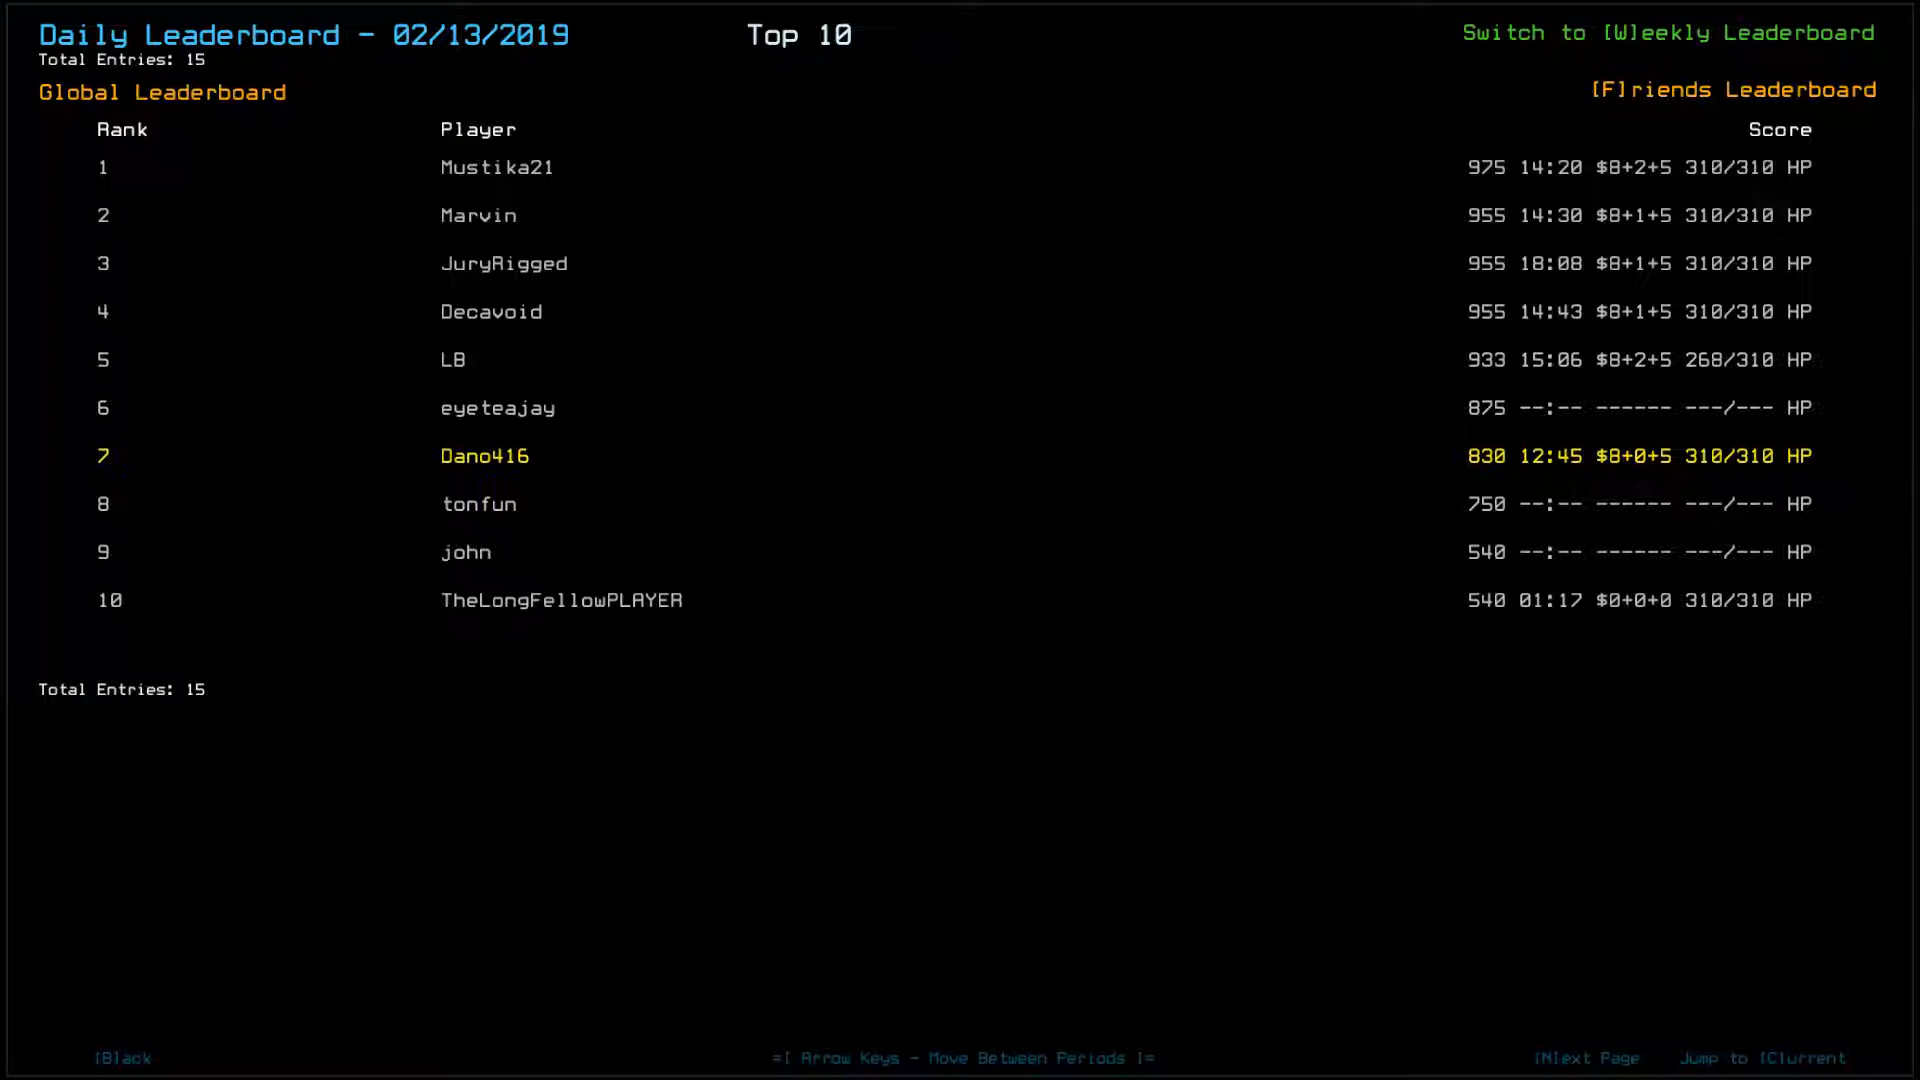 Daily Leaderboard - 02/13/2019 Top 10 Switch to [W]eekly Leaderboard
Total Entries: 15
Global Leaderboard [F]riends Leaderboard
Rank Player Score
1 Mustika21 975 14:20 $8+2+5 310/310 HP
2 Marvin 955 14:30 $8+1+5 310/310 HP
3 JuryRigged 955 18:08 $8+1+5 310/310 HP
4 Decavoid 955 14:43 $8+1+5 310/310 HP
5 LB 933 15:06 $8+2+5 268/310 HP
6 eyeteajay 875 --:-- ------ ---/--- HP
7 Dano416 830 12:45 $8+0+5 310/310 HP
8 tonfun 750 --:-- ------ ---/--- HP
9 john 540 --:-- ------ ---/--- HP
10 TheLongFellowPLAYER 540 01:17 $0+0+0 310/310 HP
Total Entries: 15
[B]ack =[ Arrow Keys - Move Between Periods ]= [N]ext Page Jump to [C]urrent